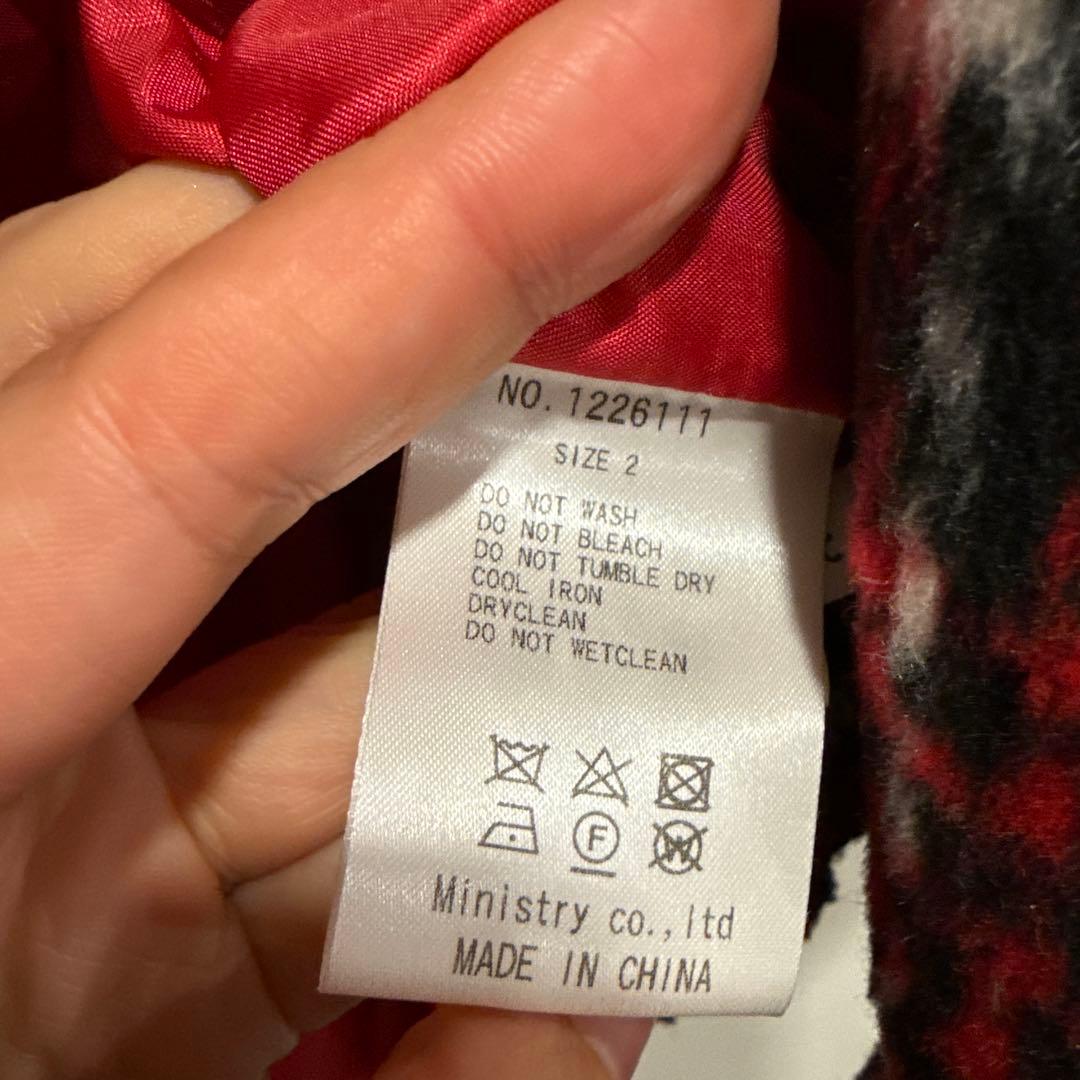 NO. 1226111
SIZE 2
DO NOT WASH
DO NOT BLEACH
DO NOT TUMBLE DRY
COOL IRON
DRYCLEAN
DO NOT WETCLEAN
F W
Ministry co., ltd
MADE IN CHINA